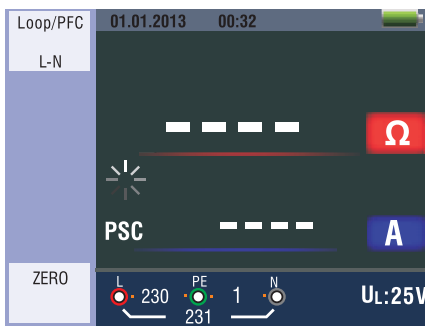 Loop/PFC
01.01.2013 00:32
L-N
---- Ω
PSC ---- A
ZERO
L PE N
230 1
231
UL:25V